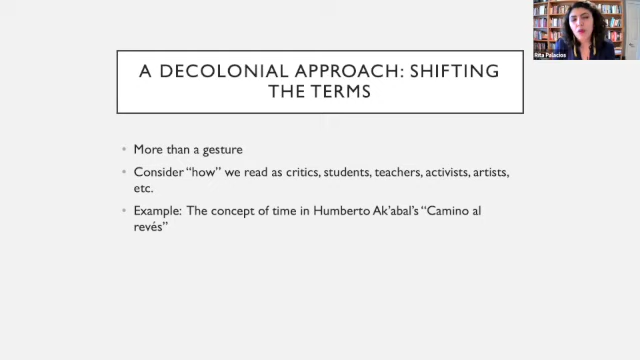 A DECOLONIAL APPROACH: SHIFTING
THE TERMS
• More than a gesture
• Consider “how” we read as critics, students, teachers, activists, artists,
etc.
• Example: The concept of time in Humberto Ak’abal’s “Camino al
revés”
Rita Palacios